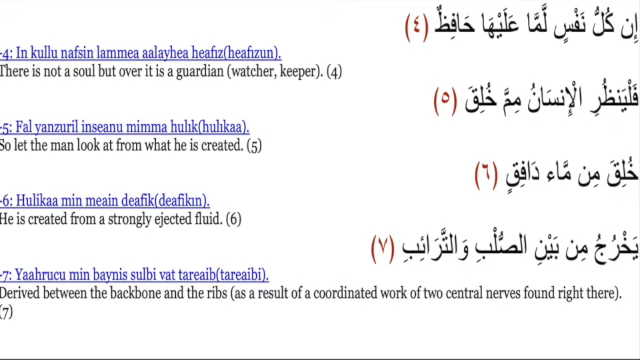 إِن كُلُّ نَفْسٍ لَّمَّا عَلَيْهَا حَافِظٌ (٤)
-4: In kullu nafsin lammea aalayhea heafız(heafızun).
There is not a soul but over it is a guardian (watcher, keeper). (4)
فَلْيَنظُرِ الْإِنسَانُ مِمَّ خُلِقَ (٥)
-5: Fal yanzuril inseanu mimma hulık(hulıkaa).
So let the man look at from what he is created. (5)
خُلِقَ مِن مَّاء دَافِقٍ (٦)
-6: Hulikaa min meain deafik(deafikın).
He is created from a strongly ejected fluid. (6)
يَخْرُجُ مِن بَيْنِ الصُّلْبِ وَالتَّرَائِبِ (٧)
-7: Yaahrucu min baynis sulbi vat tareaib(tareaibi).
Derived between the backbone and the ribs (as a result of a coordinated work of two central nerves found right there).
(7)